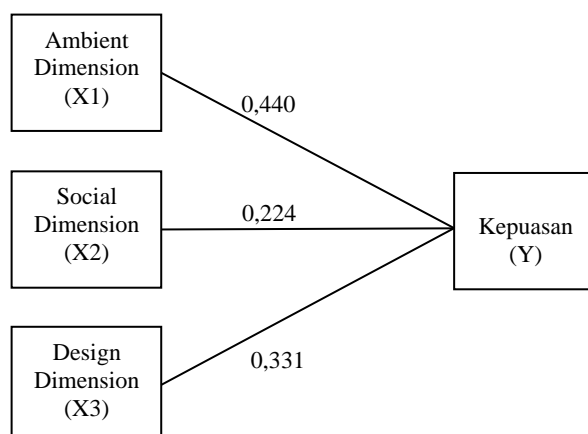 Ambient
Dimension
(X1)
0,440
Social
Dimension
(X2)
0,224
Kepuasan
(Y)
Design
Dimension
(X3)
0,331